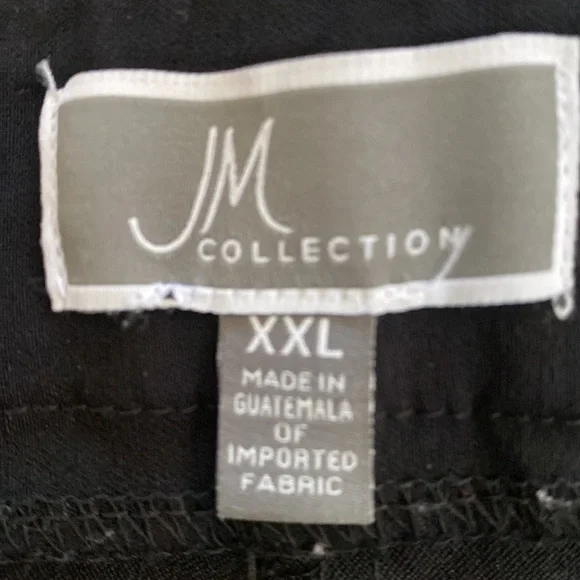 JM
COLLECTION
XXL
MADE IN
GUATEMALA
OF
IMPORTED
FABRIC